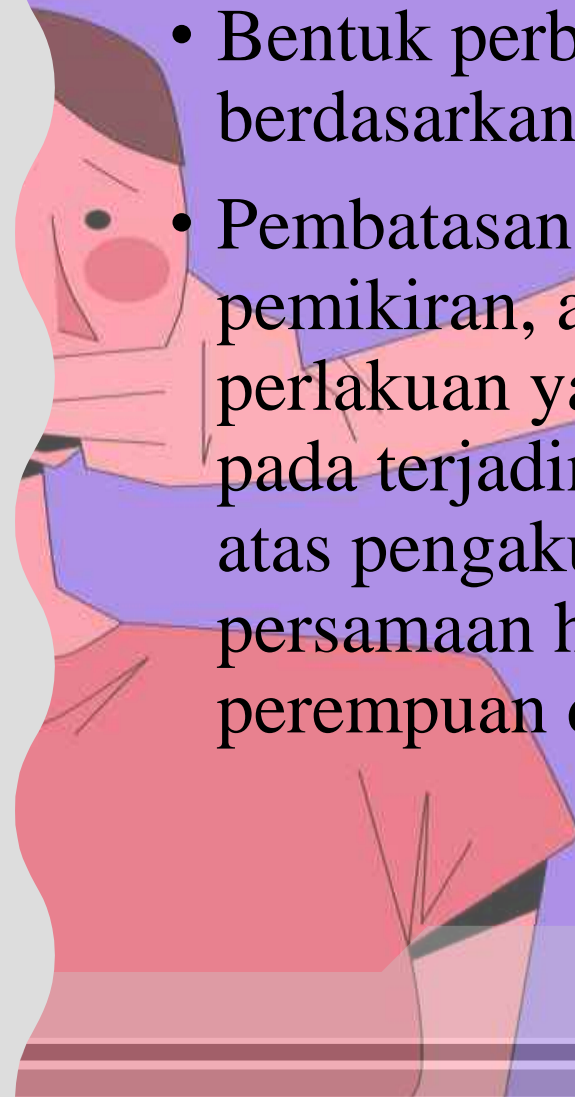 • Bentuk perb
berdasarkan
• Pembatasan
pemikiran, a
perlakuan ya
pada terjadin
atas pengaku
persamaan h
perempuan